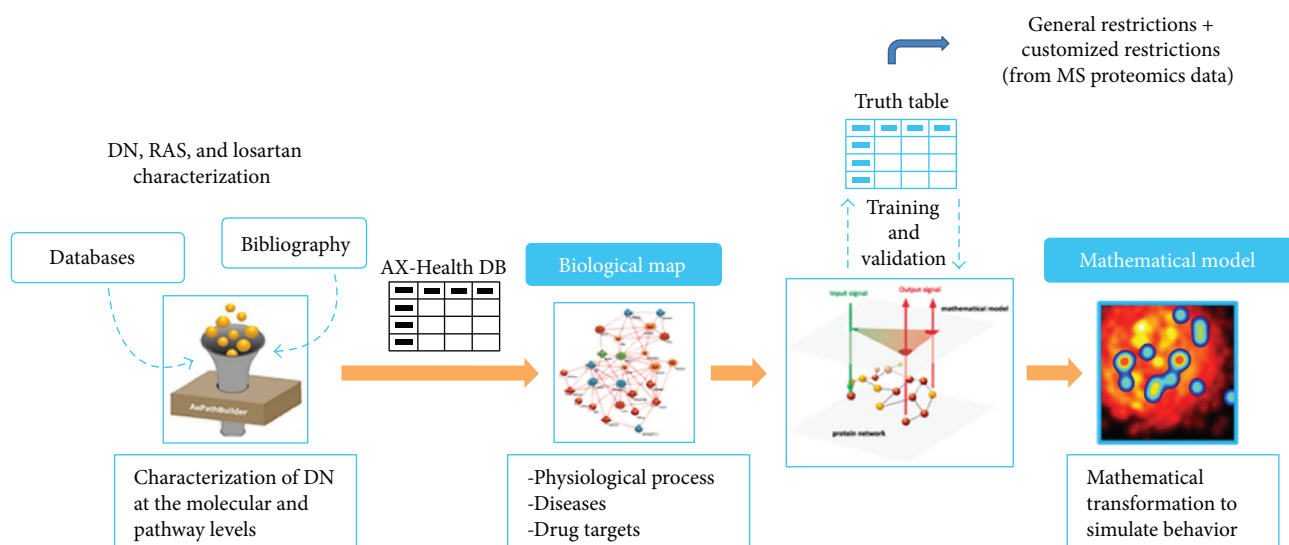 General restrictions +
customized restrictions
(from MS proteomics data)
Truth table
DN, RAS, and losartan
characterization
Databases
Bibliography
AX-Health DB
Biological map
Training
and
validation
Mathematical model
Input signal
Output signal
mathematical model
AxPathBuilder
protein network
Characterization of DN
at the molecular and
pathway levels
-Physiological process
-Diseases
-Drug targets
Mathematical
transformation to
simulate behavior